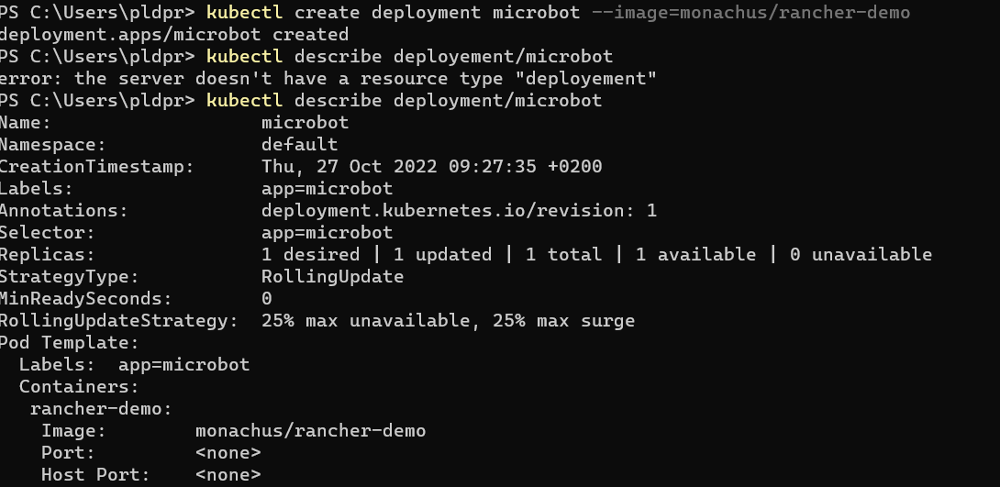 PS C:\Users\pldpr> kubectl create deployment microbot --image=monachus/rancher-demo
deployment.apps/microbot created
PS C:\Users\pldpr> kubectl describe deployement/microbot
error: the server doesn't have a resource type "deployement"
PS C:\Users\pldpr> kubectl describe deployment/microbot
Name:                   microbot
Namespace:              default
CreationTimestamp:      Thu, 27 Oct 2022 09:27:35 +0200
Labels:                 app=microbot
Annotations:            deployment.kubernetes.io/revision: 1
Selector:               app=microbot
Replicas:               1 desired | 1 updated | 1 total | 1 available | 0 unavailable
StrategyType:           RollingUpdate
MinReadySeconds:        0
RollingUpdateStrategy:  25% max unavailable, 25% max surge
Pod Template:
  Labels:  app=microbot
  Containers:
   rancher-demo:
    Image:        monachus/rancher-demo
    Port:         <none>
    Host Port:    <none>